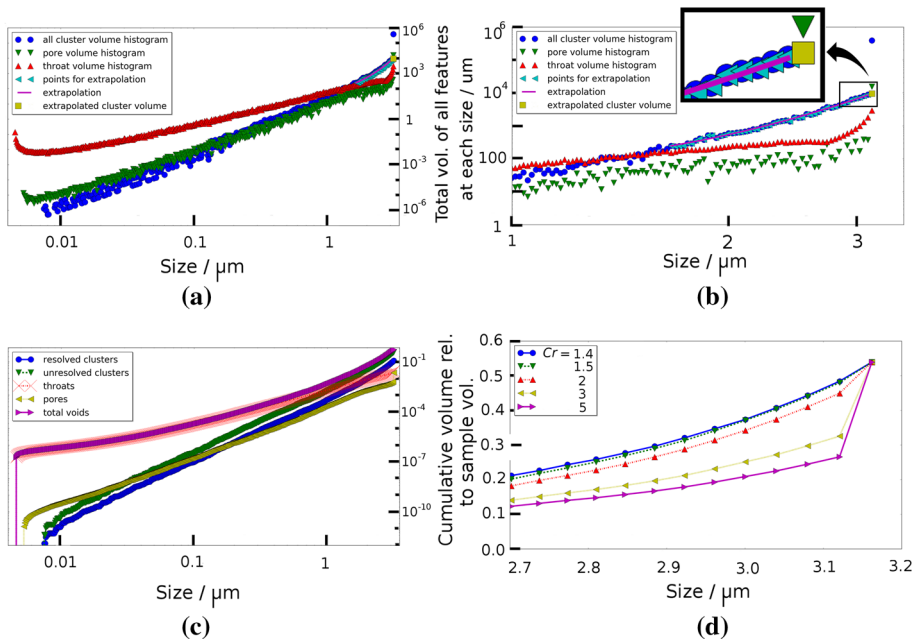 all cluster volume histogram
pore volume histogram
throat volume histogram
points for extrapolation
extrapolation
extrapolated cluster volume
10^6
10^3
1
10^-3
10^-6
0.01
0.1
1
Size / μm
(a)
Total vol. of all features
at each size / um
all cluster volume histogram
pore volume histogram
throat volume histogram
points for extrapolation
extrapolation
extrapolated cluster volume
10^6
10^4
100
1
1
2
3
Size / μm
(b)
resolved clusters
unresolved clusters
throats
pores
total voids
10^-1
10^-4
10^-7
10^-10
0.01
0.1
1
Size / μm
(c)
Cumulative volume rel.
to sample vol.
Cr = 1.4
1.5
2
3
5
0.6
0.5
0.4
0.3
0.2
0.1
0.0
2.7
2.8
2.9
3.0
3.1
3.2
Size / μm
(d)